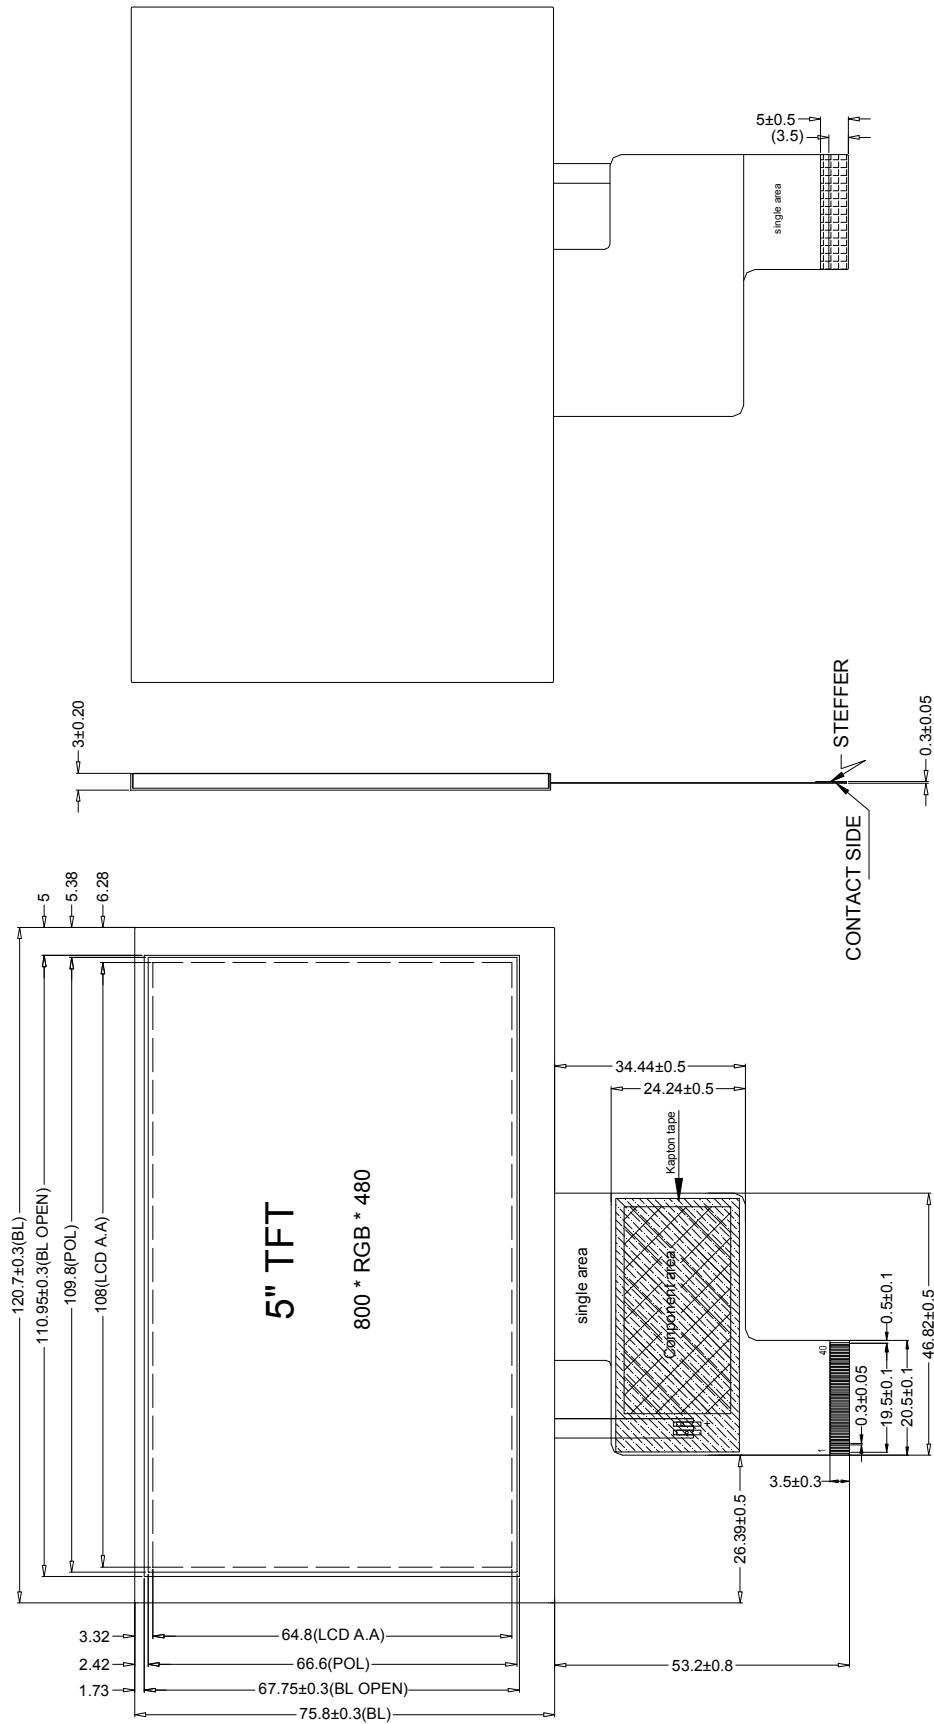 5±0.5
(3.5)
single area
3±0.20
STEFFER
0.3±0.05
CONTACT SIDE
120.7±0.3(BL)
110.95±0.3(BL OPEN)
109.8(POL)
108(LCD A.A)
5
5.38
6.28
5" TFT
800 * RGB * 480
34.44±0.5
24.24±0.5
Kapton tape
single area
Conponent area
1
40
0.5±0.1
0.3±0.05
19.5±0.1
20.5±0.1
46.82±0.5
3.5±0.3
26.39±0.5
53.2±0.8
3.32
64.8(LCD A.A)
2.42
66.6(POL)
1.73
67.75±0.3(BL OPEN)
75.8±0.3(BL)